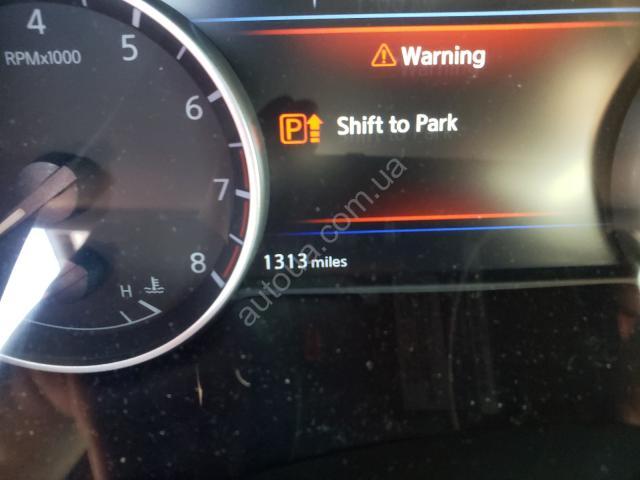 4
5
RPMx1000
6
7
8
H
Warning
P
Shift to Park
1313 miles
autoua.com.ua